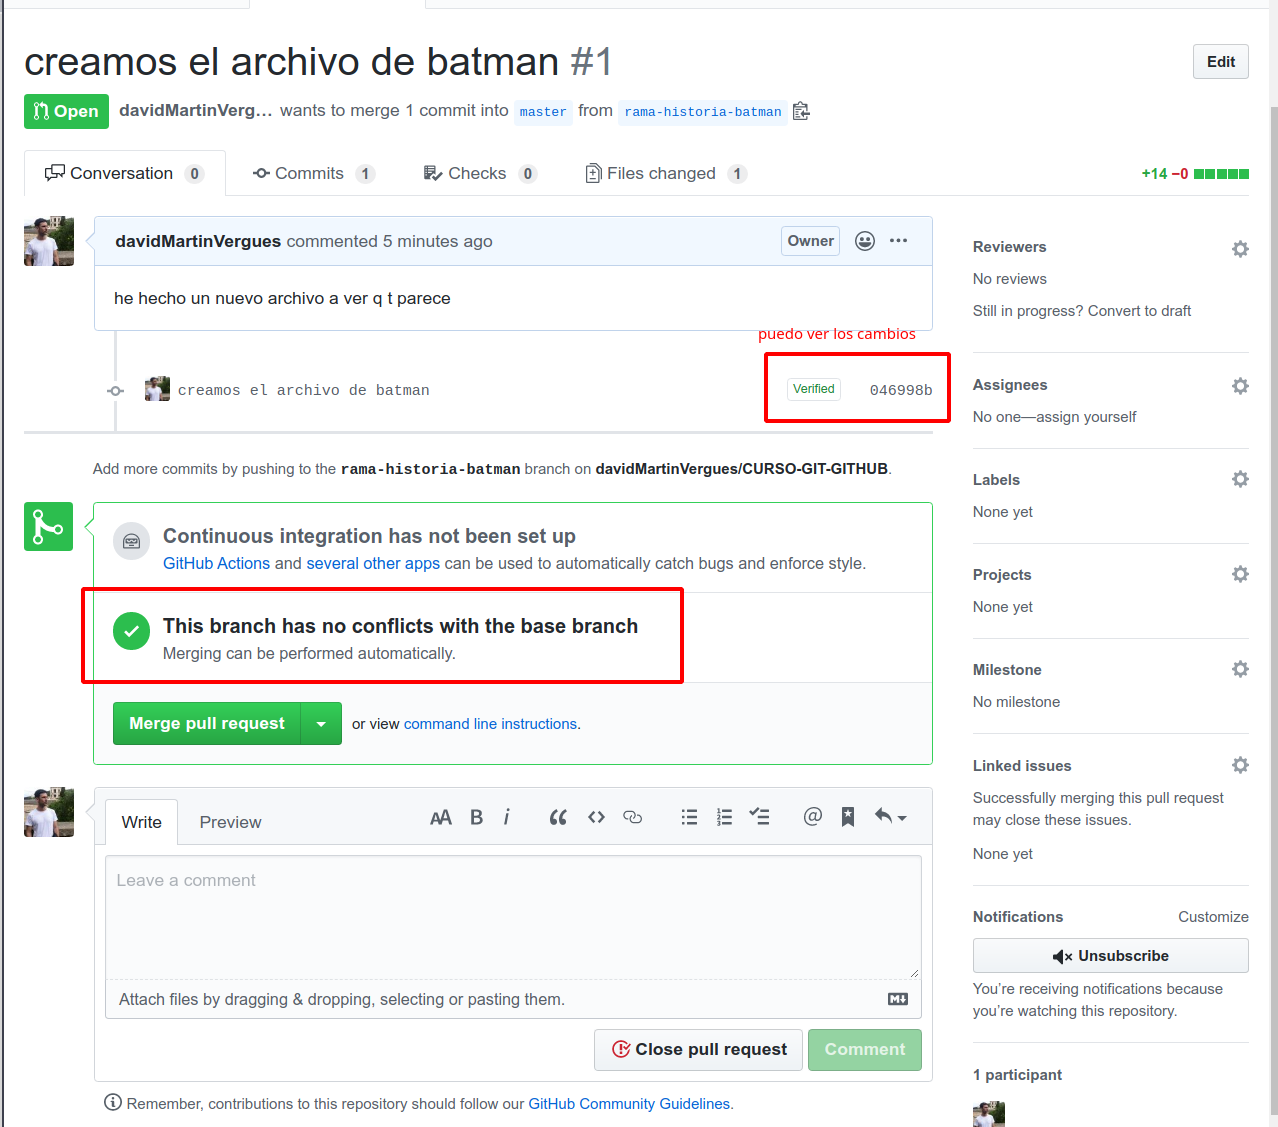 creamos el archivo de batman #1
Edit
Open
davidMartinVerg... wants to merge 1 commit into master from rama-historia-batman
Conversation 0
Commits 1
Checks 0
Files changed 1
+14 −0
davidMartinVergues commented 5 minutes ago
Owner
he hecho un nuevo archivo a ver q t parece
puedo ver los cambios
creamos el archivo de batman
Verified
046998b
Add more commits by pushing to the rama-historia-batman branch on davidMartinVergues/CURSO-GIT-GITHUB.
Continuous integration has not been set up
GitHub Actions and several other apps can be used to automatically catch bugs and enforce style.
This branch has no conflicts with the base branch
Merging can be performed automatically.
Merge pull request
or view command line instructions.
Write
Preview
AA B i
@
Leave a comment
Attach files by dragging & dropping, selecting or pasting them.
Close pull request
Comment
Remember, contributions to this repository should follow our GitHub Community Guidelines.
Reviewers
No reviews
Still in progress? Convert to draft
Assignees
No one—assign yourself
Labels
None yet
Projects
None yet
Milestone
No milestone
Linked issues
Successfully merging this pull request
may close these issues.
None yet
Notifications
Customize
Unsubscribe
You’re receiving notifications because
you’re watching this repository.
1 participant